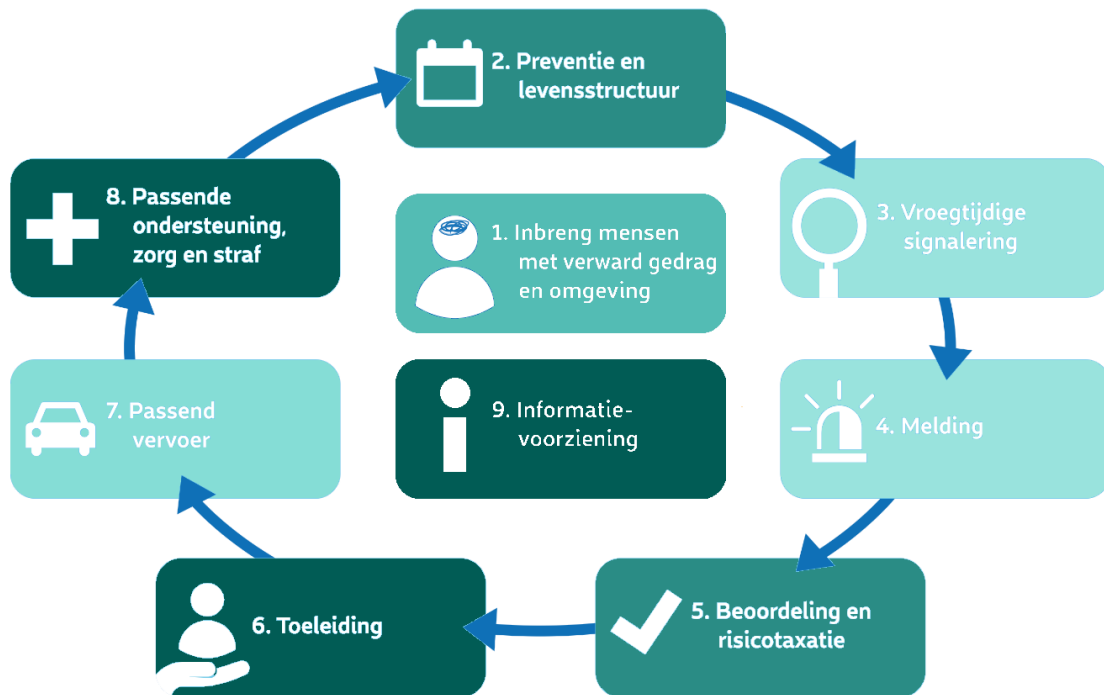 2. Preventie en
levensstructuur
8. Passende
ondersteuning,
zorg en straf
1. Inbreng mensen
met verward gedrag
en omgeving
3. Vroegtijdige
signalering
7. Passend
vervoer
9. Informatie-
voorziening
4. Melding
6. Toeleiding
5. Beoordeling en
risicotaxatie